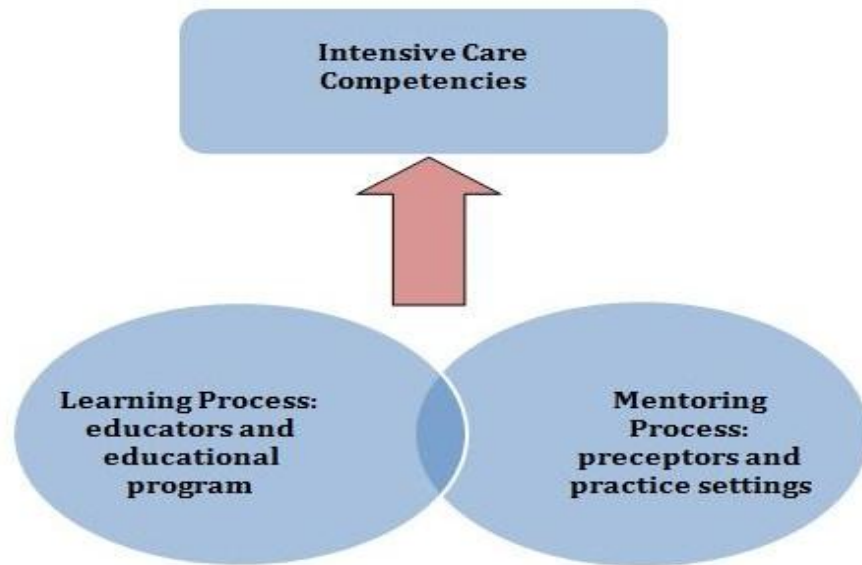 Intensive Care
Competencies
Learning Process:
educators and
educational
program
Mentoring
Process:
preceptors and
practice settings